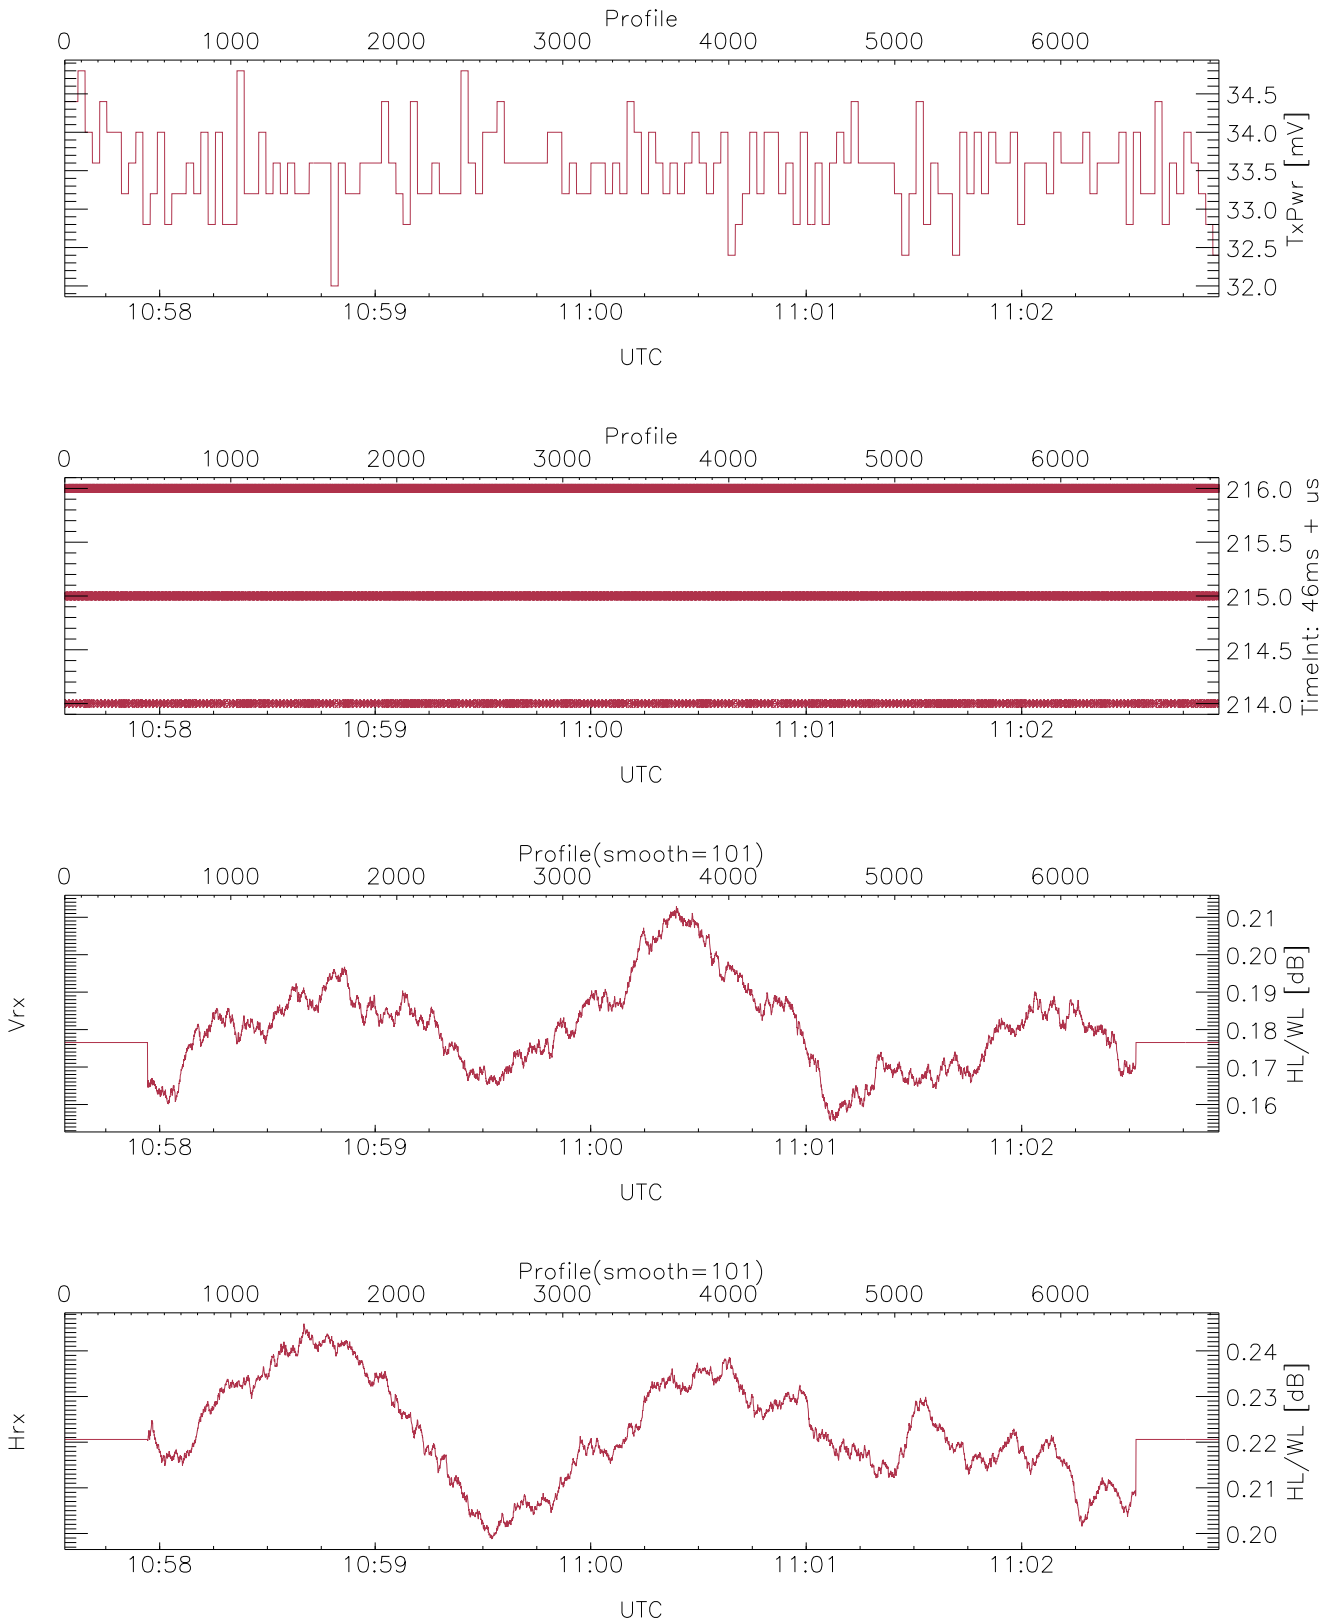 Profile
0 1000 2000 3000 4000 5000 6000
34.5
34.0
33.5
33.0
32.5
32.0
TxPwr [mV]
10:58 10:59 11:00 11:01 11:02
UTC
Profile
0 1000 2000 3000 4000 5000 6000
216.0
215.5
215.0
214.5
214.0
TimeInt: 46ms + us
10:58 10:59 11:00 11:01 11:02
UTC
Profile(smooth=101)
0 1000 2000 3000 4000 5000 6000
Vrx
0.21
0.20
0.19
0.18
0.17
0.16
HL/WL [dB]
10:58 10:59 11:00 11:01 11:02
UTC
Profile(smooth=101)
0 1000 2000 3000 4000 5000 6000
Hrx
0.24
0.23
0.22
0.21
0.20
HL/WL [dB]
10:58 10:59 11:00 11:01 11:02
UTC